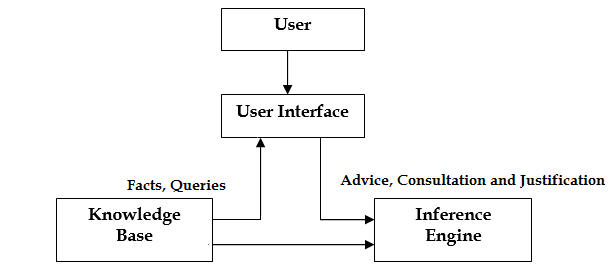 User
User Interface
Facts, Queries
Advice, Consultation and Justification
Knowledge
Base
Inference
Engine